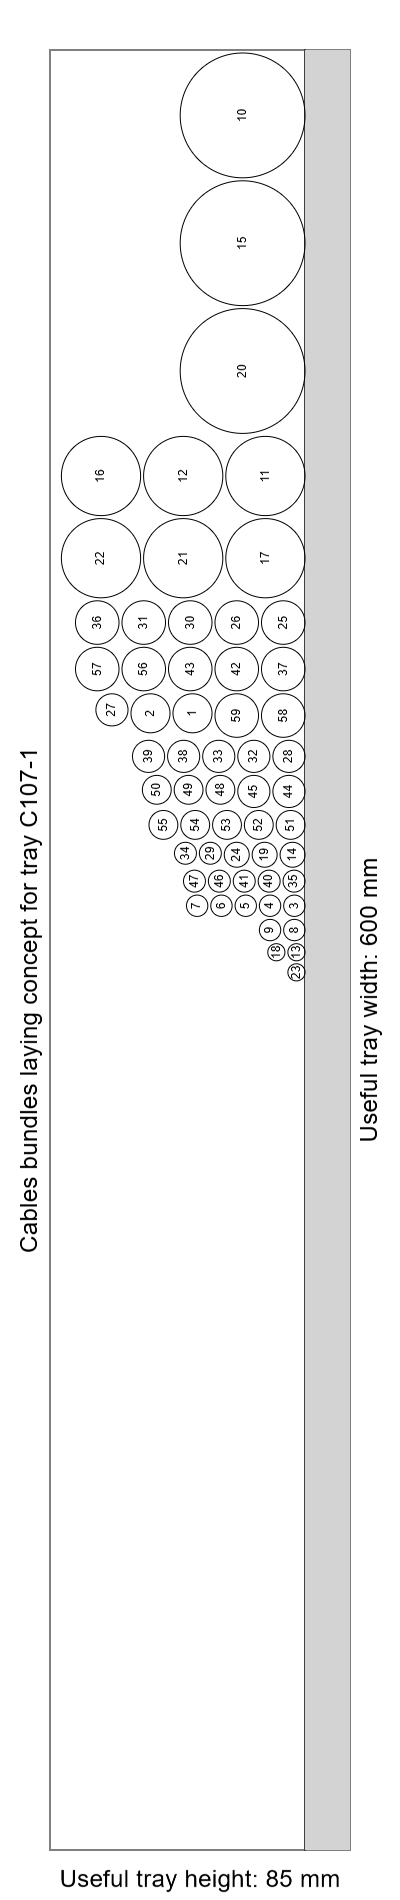 Cables bundles laying concept for tray C107-1
10
15
20
16 12 11
22 21 17
36 31 30 26 25
57 56 43 42 37
27 2 1 59 58
39 38 33 32 28
50 49 48 45 44
55 54 53 52 51
34 29 24 19 14
47 46 41 40 35
7 6 5 4 3
9 8
18 13
23
Useful tray width: 600 mm
Useful tray height: 85 mm